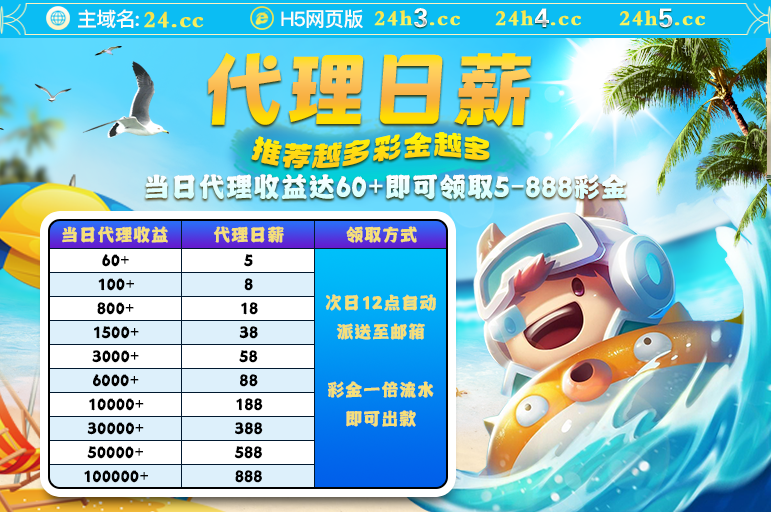 主域名: 24.cc H5网页版 24h3.cc 24h4.cc 24h5.cc
代理日薪
推荐越多彩金越多
当日代理收益达60+即可领取5-888彩金
当日代理收益 代理日薪 领取方式
60+ 5
100+ 8
800+ 18
1500+ 38
3000+ 58
6000+ 88
10000+ 188
30000+ 388
50000+ 588
100000+ 888
次日12点自动
派送至邮箱
彩金一倍流水
即可出款